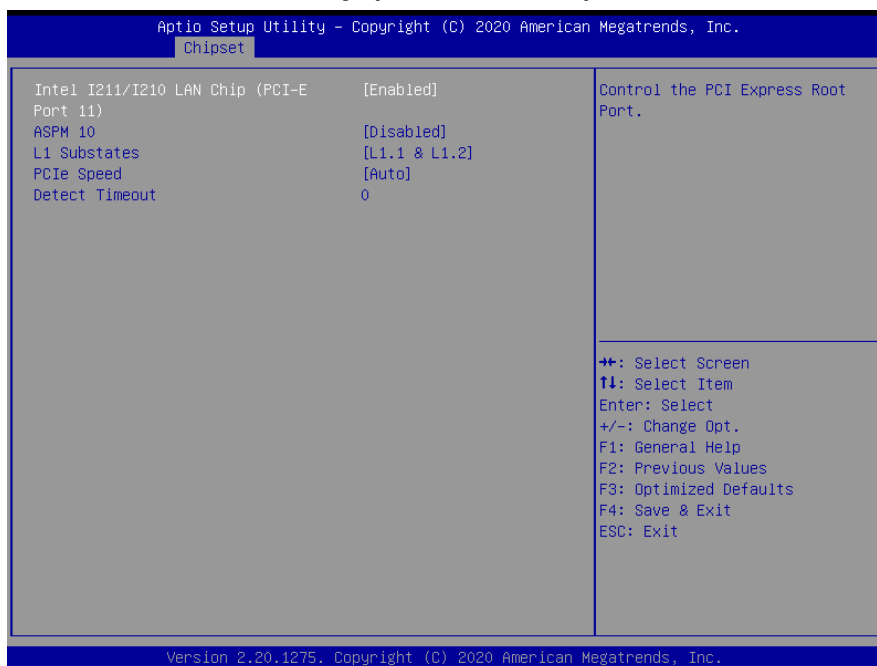 Aptio Setup Utility – Copyright (C) 2020 American Megatrends, Inc.
Chipset
Intel I211/I210 LAN Chip (PCI-E Port 11) [Enabled]
ASPM 10 [Disabled]
L1 Substates [L1.1 & L1.2]
PCIe Speed [Auto]
Detect Timeout 0
Control the PCI Express Root
Port.
→←: Select Screen
↑↓: Select Item
Enter: Select
+/-: Change Opt.
F1: General Help
F2: Previous Values
F3: Optimized Defaults
F4: Save & Exit
ESC: Exit
Version 2.20.1275. Copyright (C) 2020 American Megatrends, Inc.